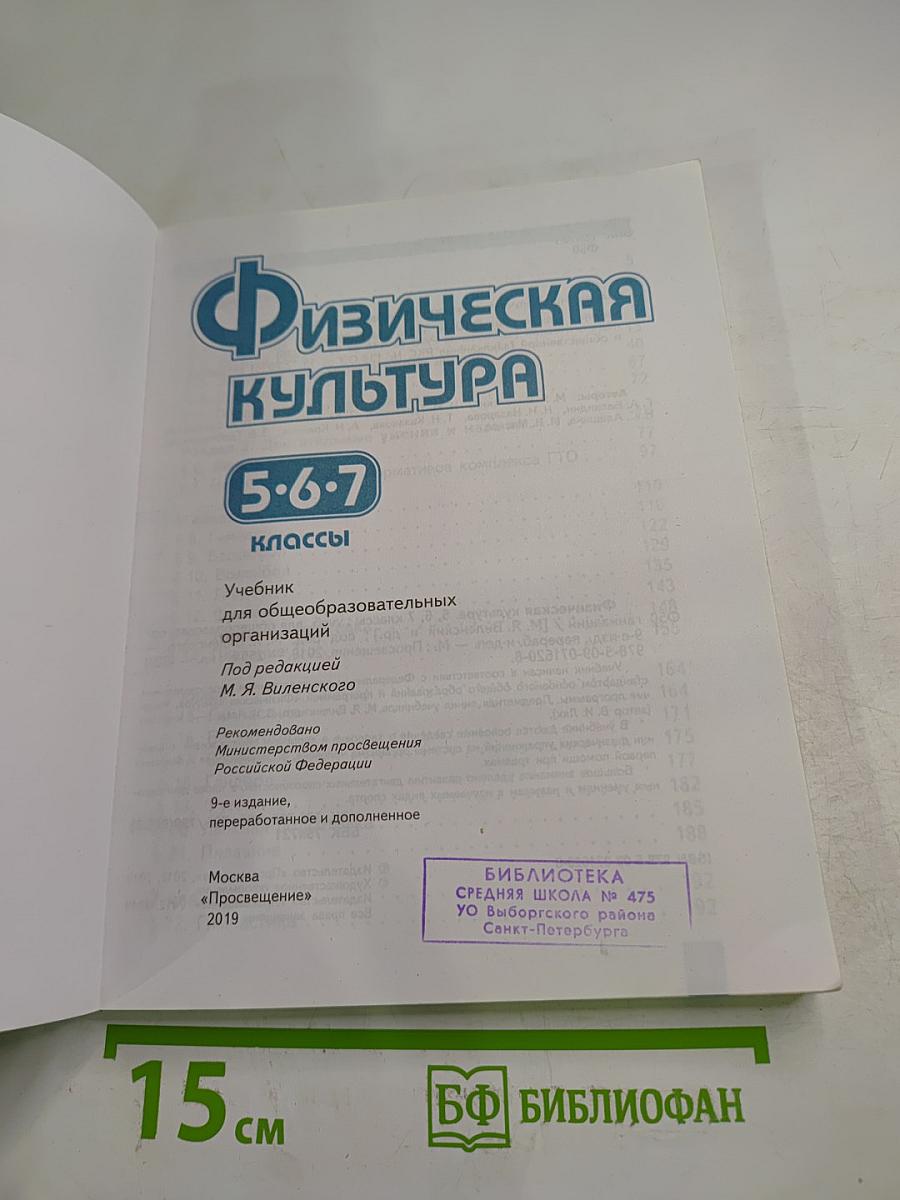 Физическая
культура
5•6•7
классы
Учебник
для общеобразовательных
организаций
Под редакцией
М. Я. Виленского
Рекомендовано
Министерством просвещения
Российской Федерации
9-е издание,
переработанное и дополненное
Москва
«Просвещение»
2019
БИБЛИОТЕКА
СРЕДНЯЯ ШКОЛА № 475
УО Выборгского района
Санкт-Петербурга
15 см
БФ БИБЛИОФАН